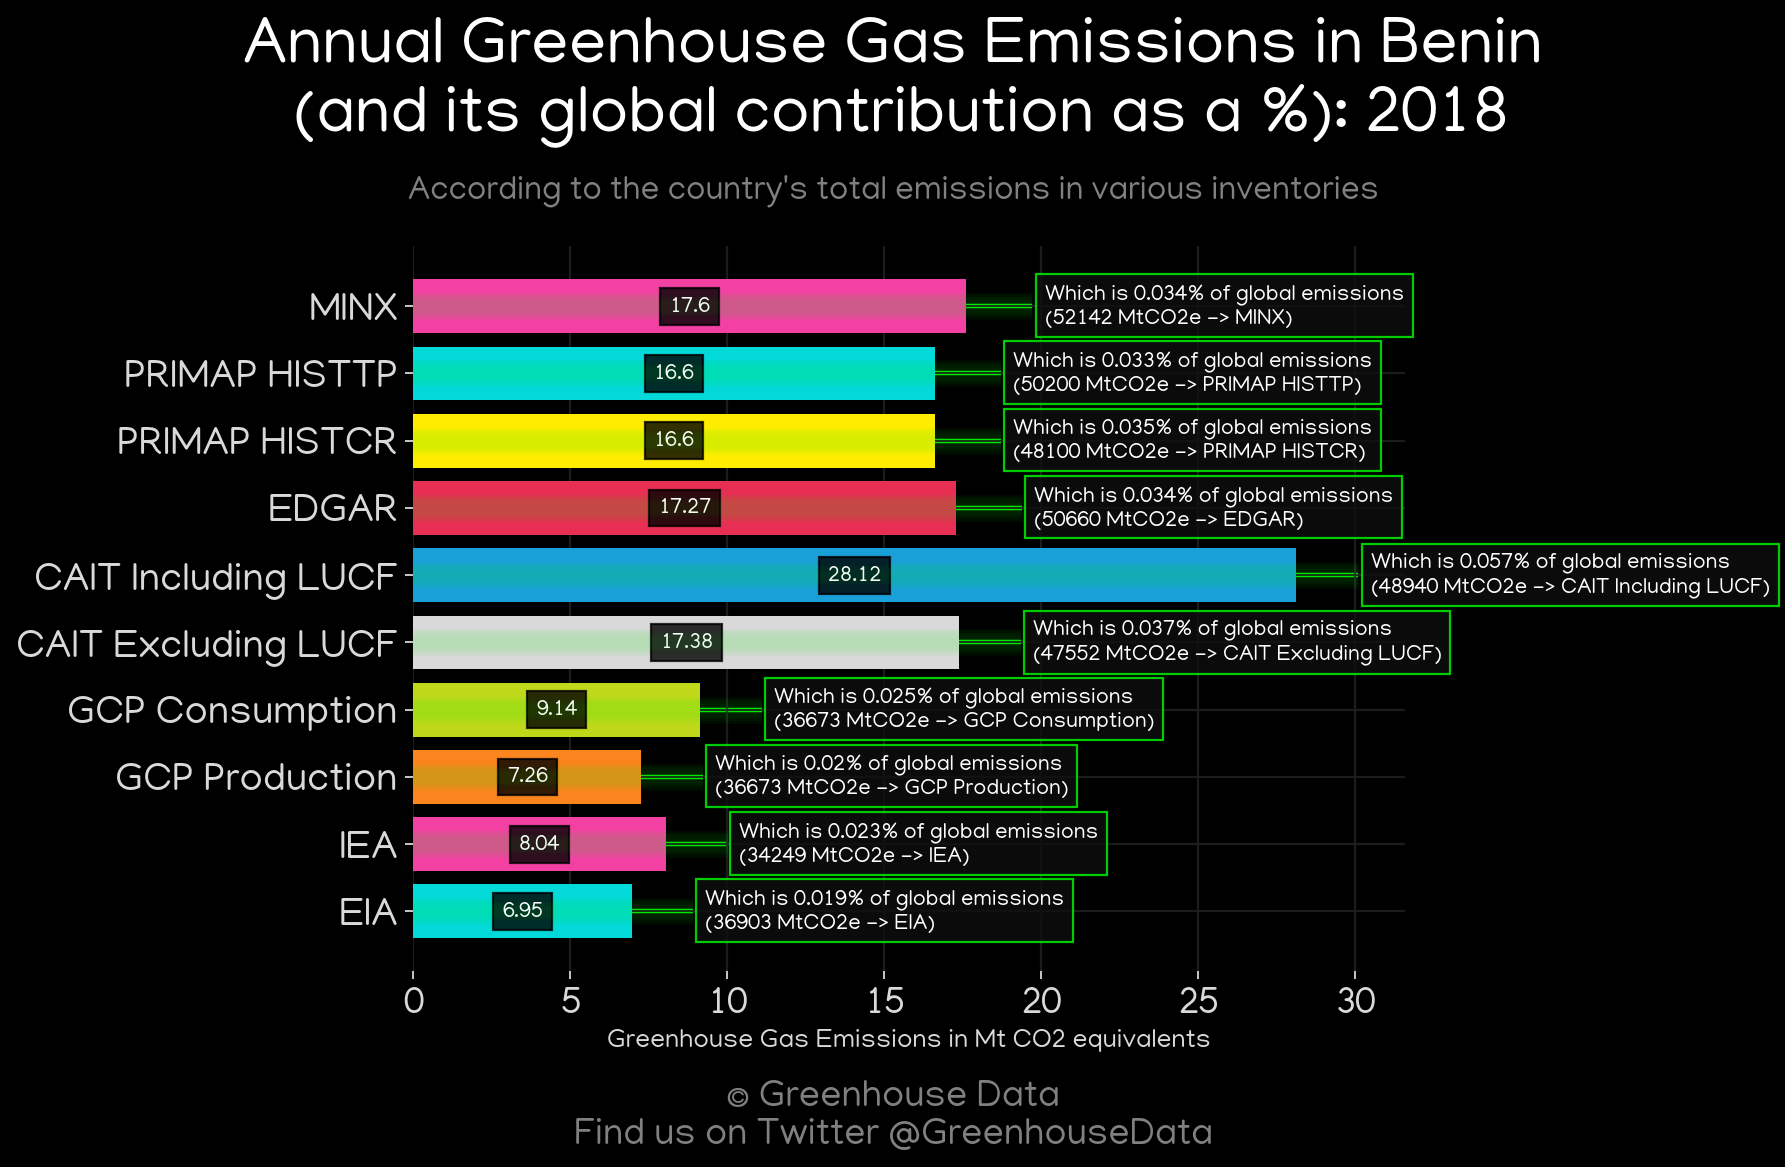 Annual Greenhouse Gas Emissions in Benin
(and its global contribution as a %): 2018
According to the country's total emissions in various inventories
MINX
17.6
Which is 0.034% of global emissions
(52142 MtCO2e -> MINX)
PRIMAP HISTTP
16.6
Which is 0.033% of global emissions
(50200 MtCO2e -> PRIMAP HISTTP)
PRIMAP HISTCR
16.6
Which is 0.035% of global emissions
(48100 MtCO2e -> PRIMAP HISTCR)
EDGAR
17.27
Which is 0.034% of global emissions
(50660 MtCO2e -> EDGAR)
CAIT Including LUCF
28.12
Which is 0.057% of global emissions
(48940 MtCO2e -> CAIT Including LUCF)
CAIT Excluding LUCF
17.38
Which is 0.037% of global emissions
(47552 MtCO2e -> CAIT Excluding LUCF)
GCP Consumption
9.14
Which is 0.025% of global emissions
(36673 MtCO2e -> GCP Consumption)
GCP Production
7.26
Which is 0.02% of global emissions
(36673 MtCO2e -> GCP Production)
IEA
8.04
Which is 0.023% of global emissions
(34249 MtCO2e -> IEA)
EIA
6.95
Which is 0.019% of global emissions
(36903 MtCO2e -> EIA)
0 5 10 15 20 25 30
Greenhouse Gas Emissions in Mt CO2 equivalents
© Greenhouse Data
Find us on Twitter @GreenhouseData